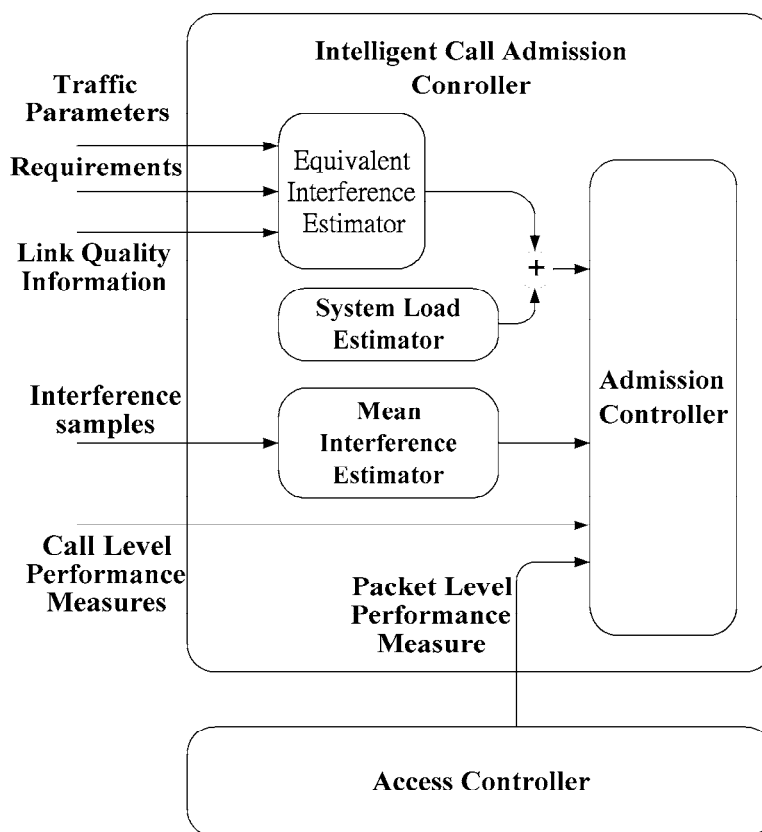 Intelligent Call Admission
Conroller
Traffic
Parameters
Requirements
Link Quality
Information
Equivalent
Interference
Estimator
+
System Load
Estimator
Interference
samples
Mean
Interference
Estimator
Admission
Controller
Call Level
Performance
Measures
Packet Level
Performance
Measure
Access Controller